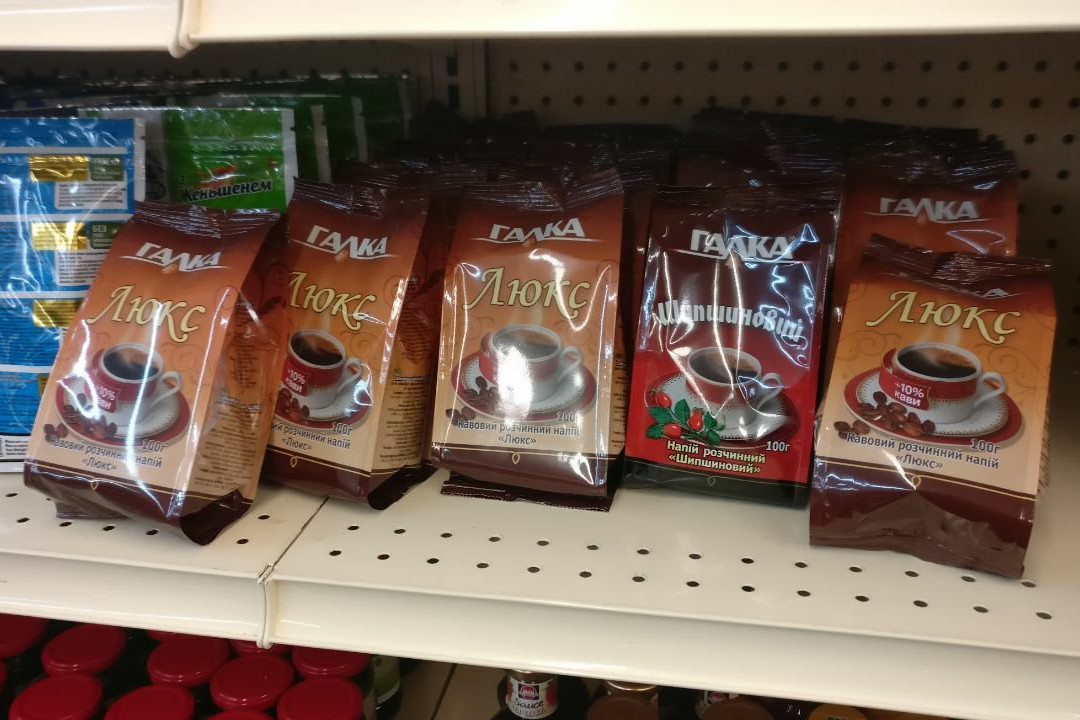 з
Женьшенем
БЕЗ
ГАЛКА
Люкс
+10%
кави
100г
Кавовий розчинний напій
«Люкс»
ГАЛКА
Люкс
+10%
кави
100г
розчинний напій
«Люкс»
ГАЛКА
Люкс
100г
Кавовий розчинний напій
«Люкс»
ГАЛКА
Шипшиновий
100г
Напій розчинний
«Шипшиновий»
ГАЛКА
Люкс
+10%
кави
100г
Кавовий розчинний напій
«Люкс»
Sauce